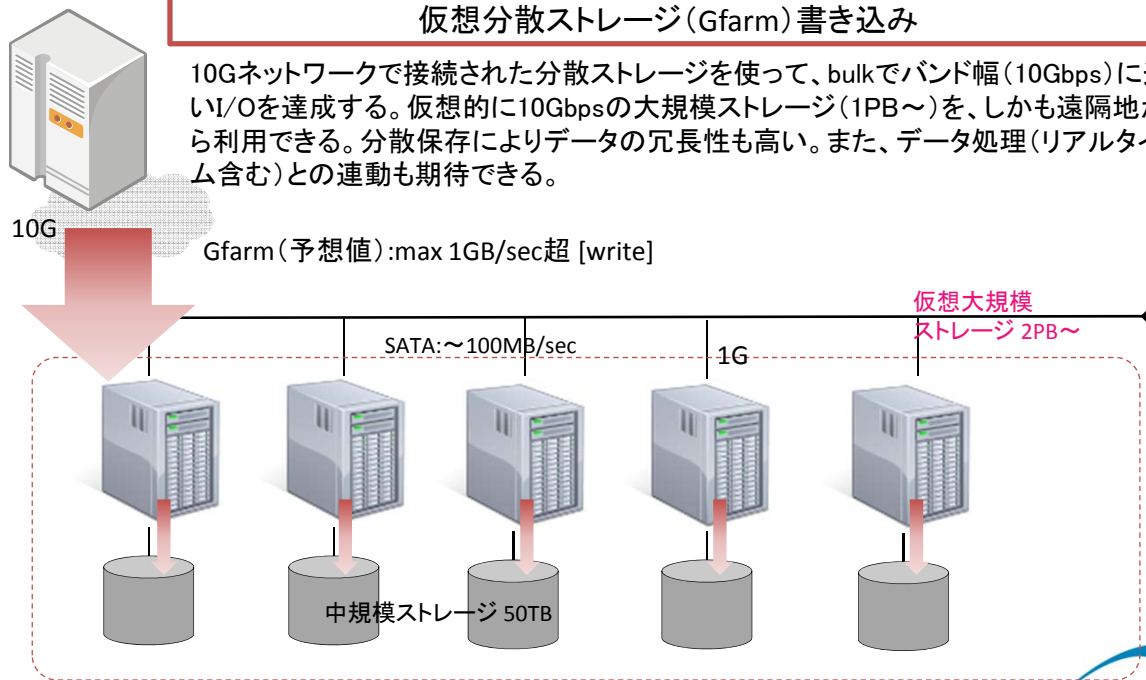 仮想分散ストレージ（Gfarm）書き込み
10Gネットワークで接続された分散ストレージを使って、bulkでバンド幅（10Gbps）に
いI/Oを達成する。仮想的に10Gbpsの大規模ストレージ（1PB～）を、しかも遠隔地か
ら利用できる。分散保存によりデータの冗長性も高い。また、データ処理（リアルタイ
ム含む）との連動も期待できる。
10G
Gfarm（予想値）:max 1GB/sec超 [write]
仮想大規模
ストレージ 2PB～
SATA:～100MB/sec
1G
中規模ストレージ 50TB